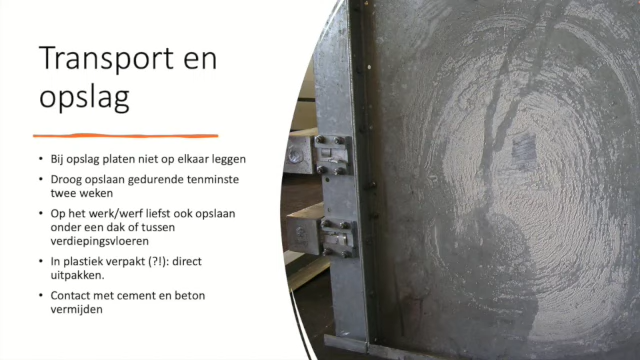 Transport en
opslag
• Bij opslag platen niet op elkaar leggen
• Droog opslaan gedurende tenminste
twee weken
• Op het werk/werf liefst ook opslaan
onder een dak of tussen
verdiepingsvloeren
• In plastiek verpakt (?!): direct
uitpakken.
• Contact met cement en beton
vermijden